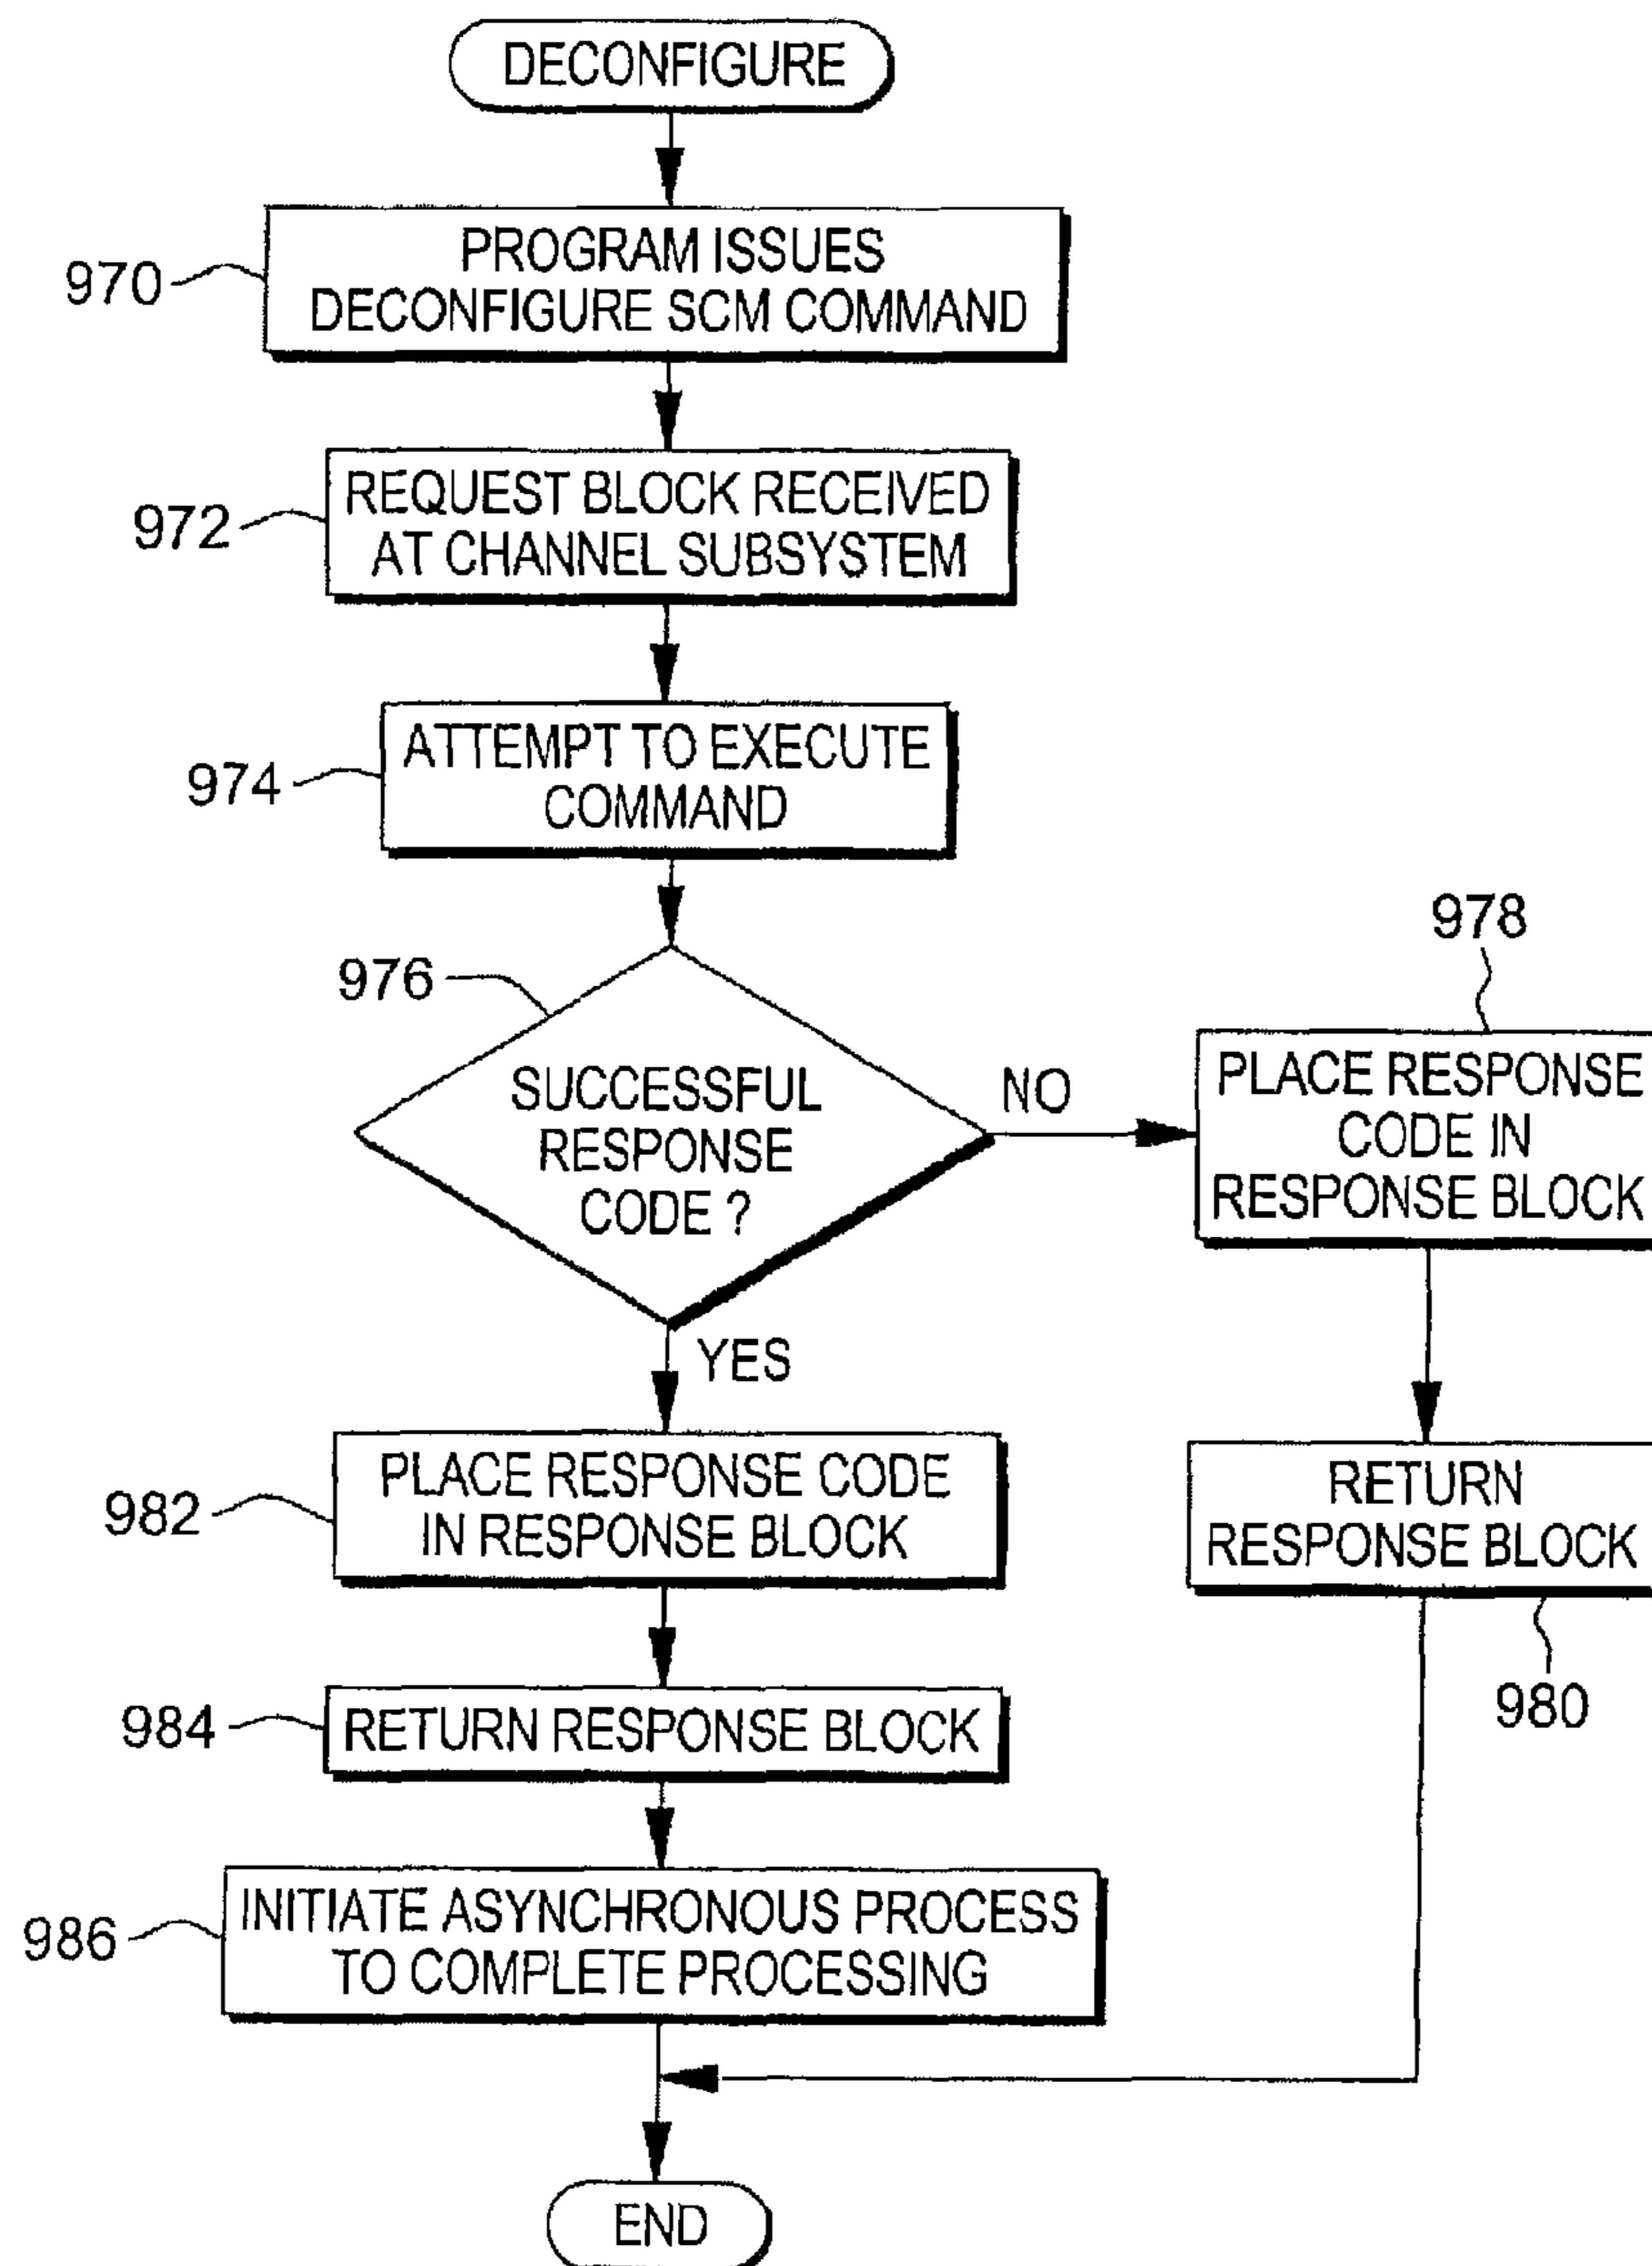 DECONFIGURE
970
PROGRAM ISSUES
DECONFIGURE SCM COMMAND
972
REQUEST BLOCK RECEIVED
AT CHANNEL SUBSYSTEM
974
ATTEMPT TO EXECUTE
COMMAND
976
SUCCESSFUL
RESPONSE
CODE ?
NO
978
PLACE RESPONSE
CODE IN
RESPONSE BLOCK
YES
982
PLACE RESPONSE CODE
IN RESPONSE BLOCK
RETURN
RESPONSE BLOCK
980
984
RETURN RESPONSE BLOCK
986
INITIATE ASYNCHRONOUS PROCESS
TO COMPLETE PROCESSING
END